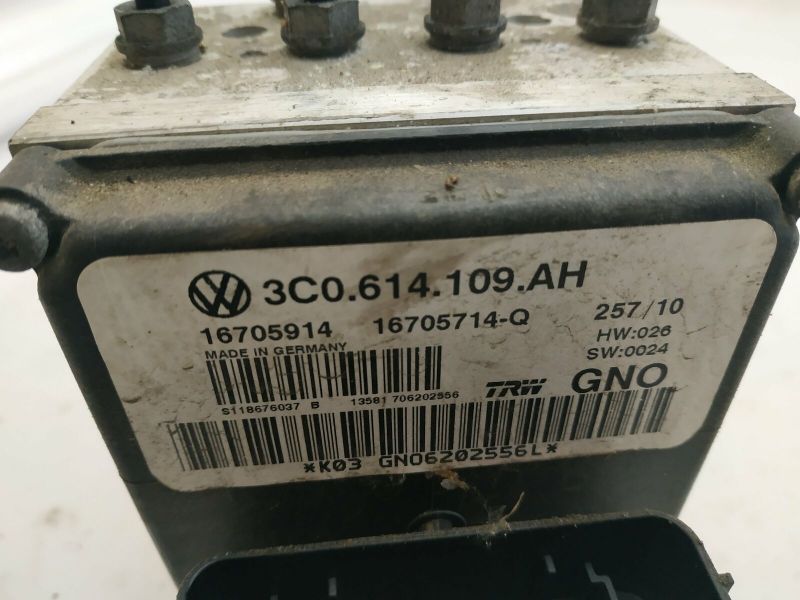 3C0.614.109.AH
16705914 16705714-Q 257/10
MADE IN GERMANY HW:026
SW:0024
S118676037 B 13581 706202556 TRW GNO
*K03 GNO6202556L*